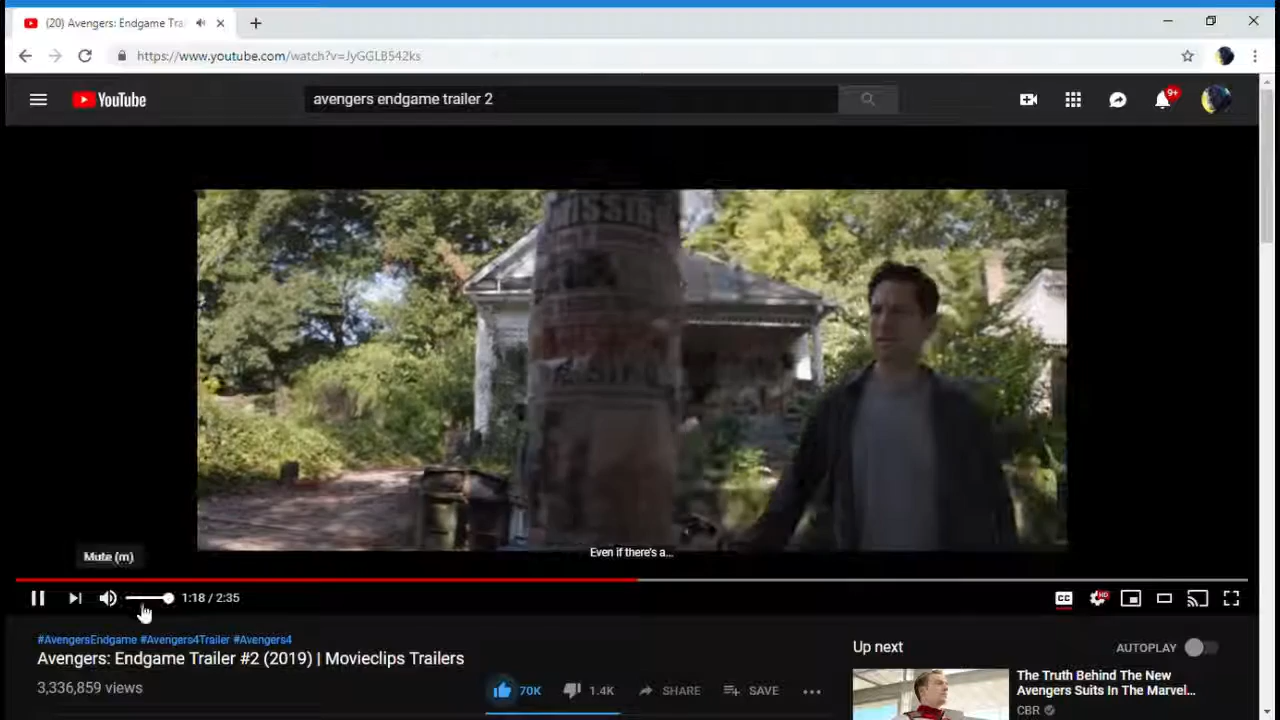 (20) Avengers: Endgame Tra
https://www.youtube.com/watch?v=JyGGLB542ks
YouTube
avengers endgame trailer 2
9+
MISSING
Even if there's a...
Mute (m)
1:18 / 2:35
CC
HD
#AvengersEndgame #Avengers4Trailer #Avengers4
Avengers: Endgame Trailer #2 (2019) | Movieclips Trailers
3,336,859 views
70K
1.4K
SHARE
SAVE
Up next
AUTOPLAY
The Truth Behind The New
Avengers Suits In The Marvel...
CBR